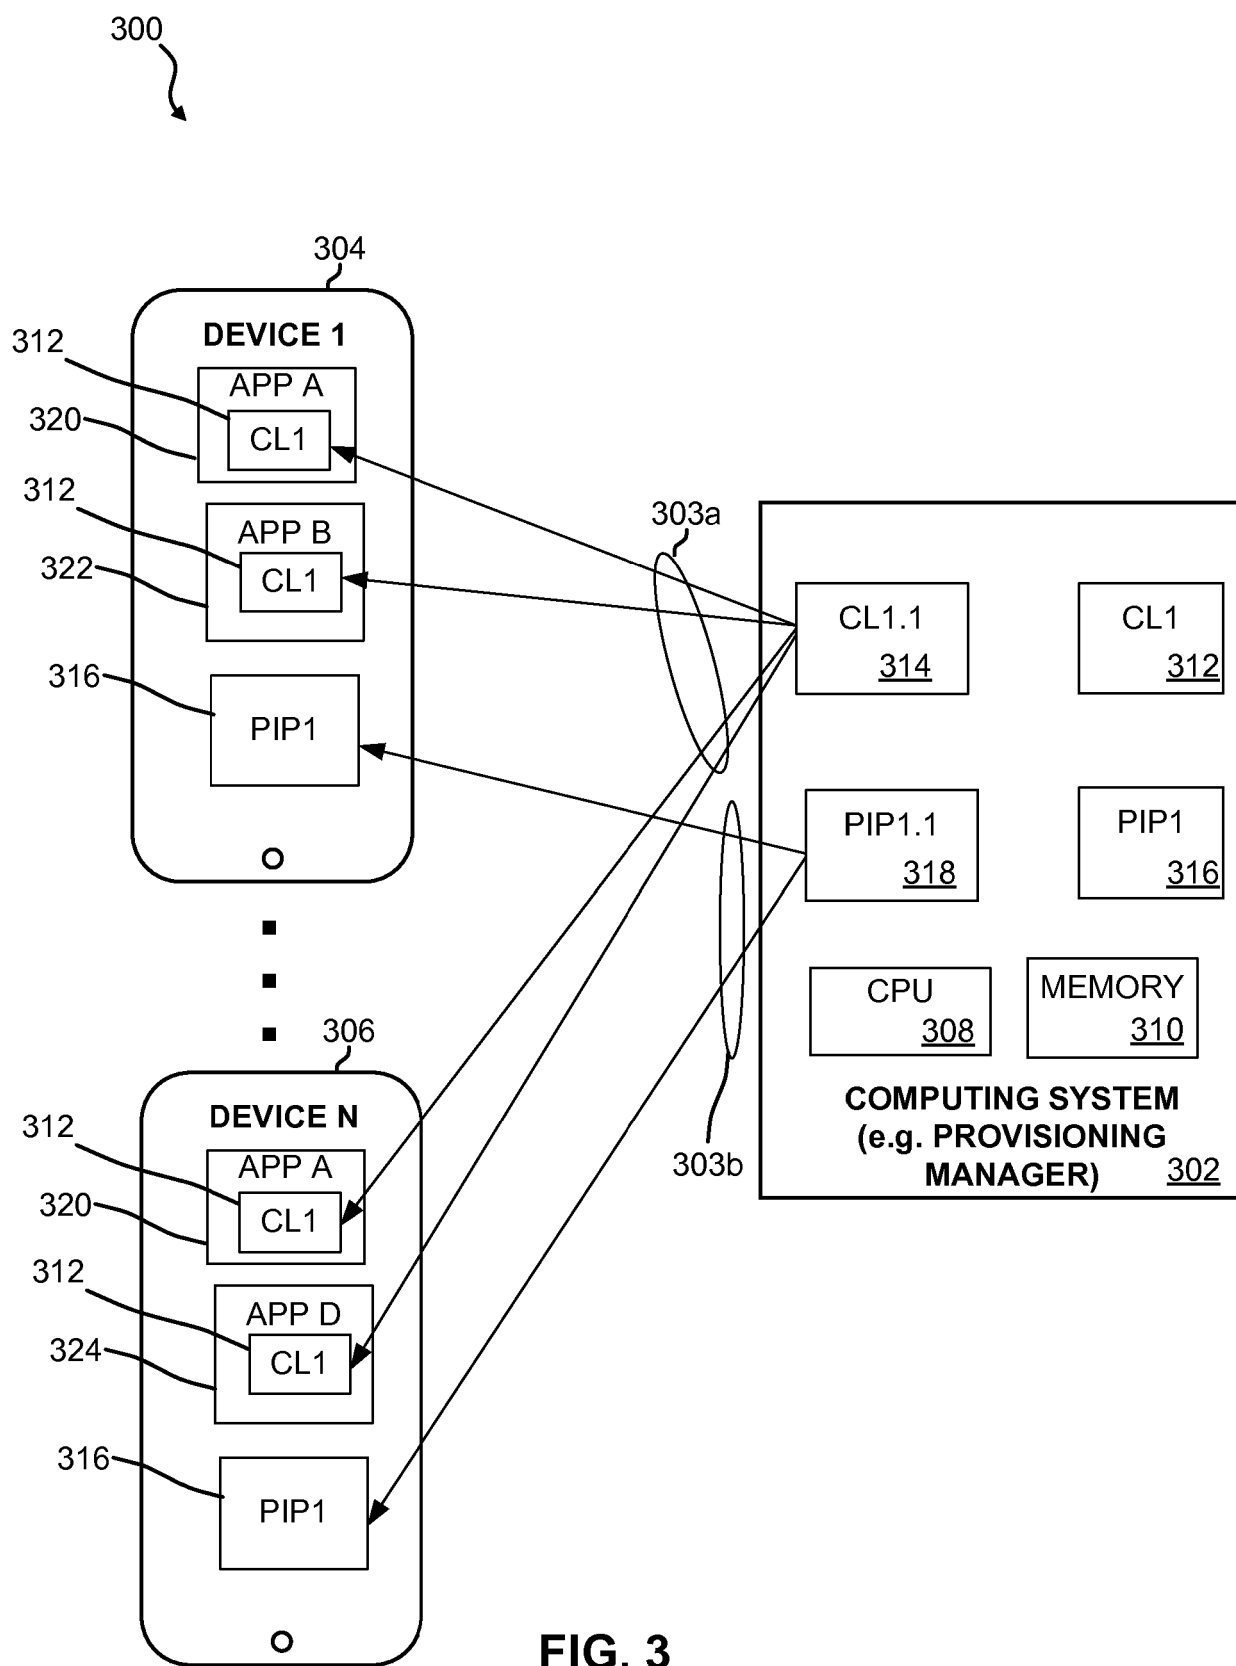 300
304
DEVICE 1
312
APP A
320
CL1
312
APP B
322
CL1
316
PIP1
303a
CL1.1
314
CL1
312
PIP1.1
318
PIP1
316
CPU
308
MEMORY
310
COMPUTING SYSTEM
(e.g. PROVISIONING
MANAGER)
302
303b
306
DEVICE N
312
APP A
320
CL1
312
APP D
324
CL1
316
PIP1
FIG. 3